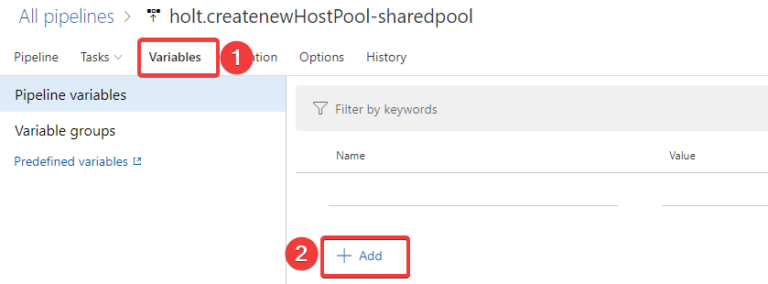 All pipelines > holt.createnewHostPool-sharedpool
Pipeline Tasks Variables 1 tion Options History
Pipeline variables
Variable groups
Predefined variables
Filter by keywords
Name Value
2 + Add